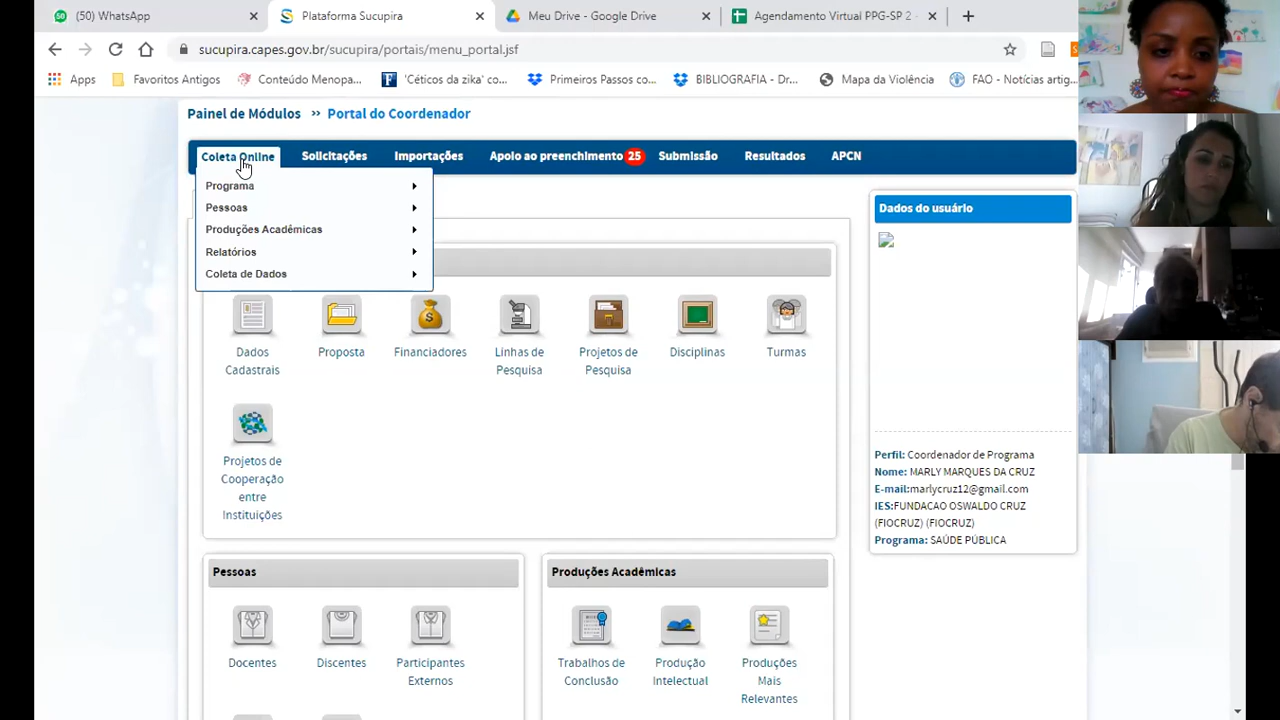 (50) WhatsApp
Plataforma Sucupira
Meu Drive - Google Drive
Agendamento Virtual PPG-SP 2 -
sucupira.capes.gov.br/sucupira/portais/menu_portal.jsf
Apps
Favoritos Antigos
Conteúdo Menopa...
'Céticos da zika' co...
Primeiros Passos co...
BIBLIOGRAFIA - Dr...
Mapa da Violência
FAO - Notícias artig...
Painel de Módulos » Portal do Coordenador
Coleta Online
Solicitações
Importações
Apoio ao preenchimento 25
Submissão
Resultados
APCN
Programa
Pessoas
Produções Acadêmicas
Relatórios
Coleta de Dados
Dados do usuário
Dados
Cadastrais
Proposta
Financiadores
Linhas de
Pesquisa
Projetos de
Pesquisa
Disciplinas
Turmas
Projetos de
Cooperação
entre
Instituições
Perfil: Coordenador de Programa
Nome: MARLY MARQUES DA CRUZ
E-mail:marlycruz12@gmail.com
IES:FUNDACAO OSWALDO CRUZ
(FIOCRUZ) (FIOCRUZ)
Programa: SAÚDE PÚBLICA
Pessoas
Docentes
Discentes
Participantes
Externos
Produções Acadêmicas
Trabalhos de
Conclusão
Produção
Intelectual
Produções
Mais
Relevantes